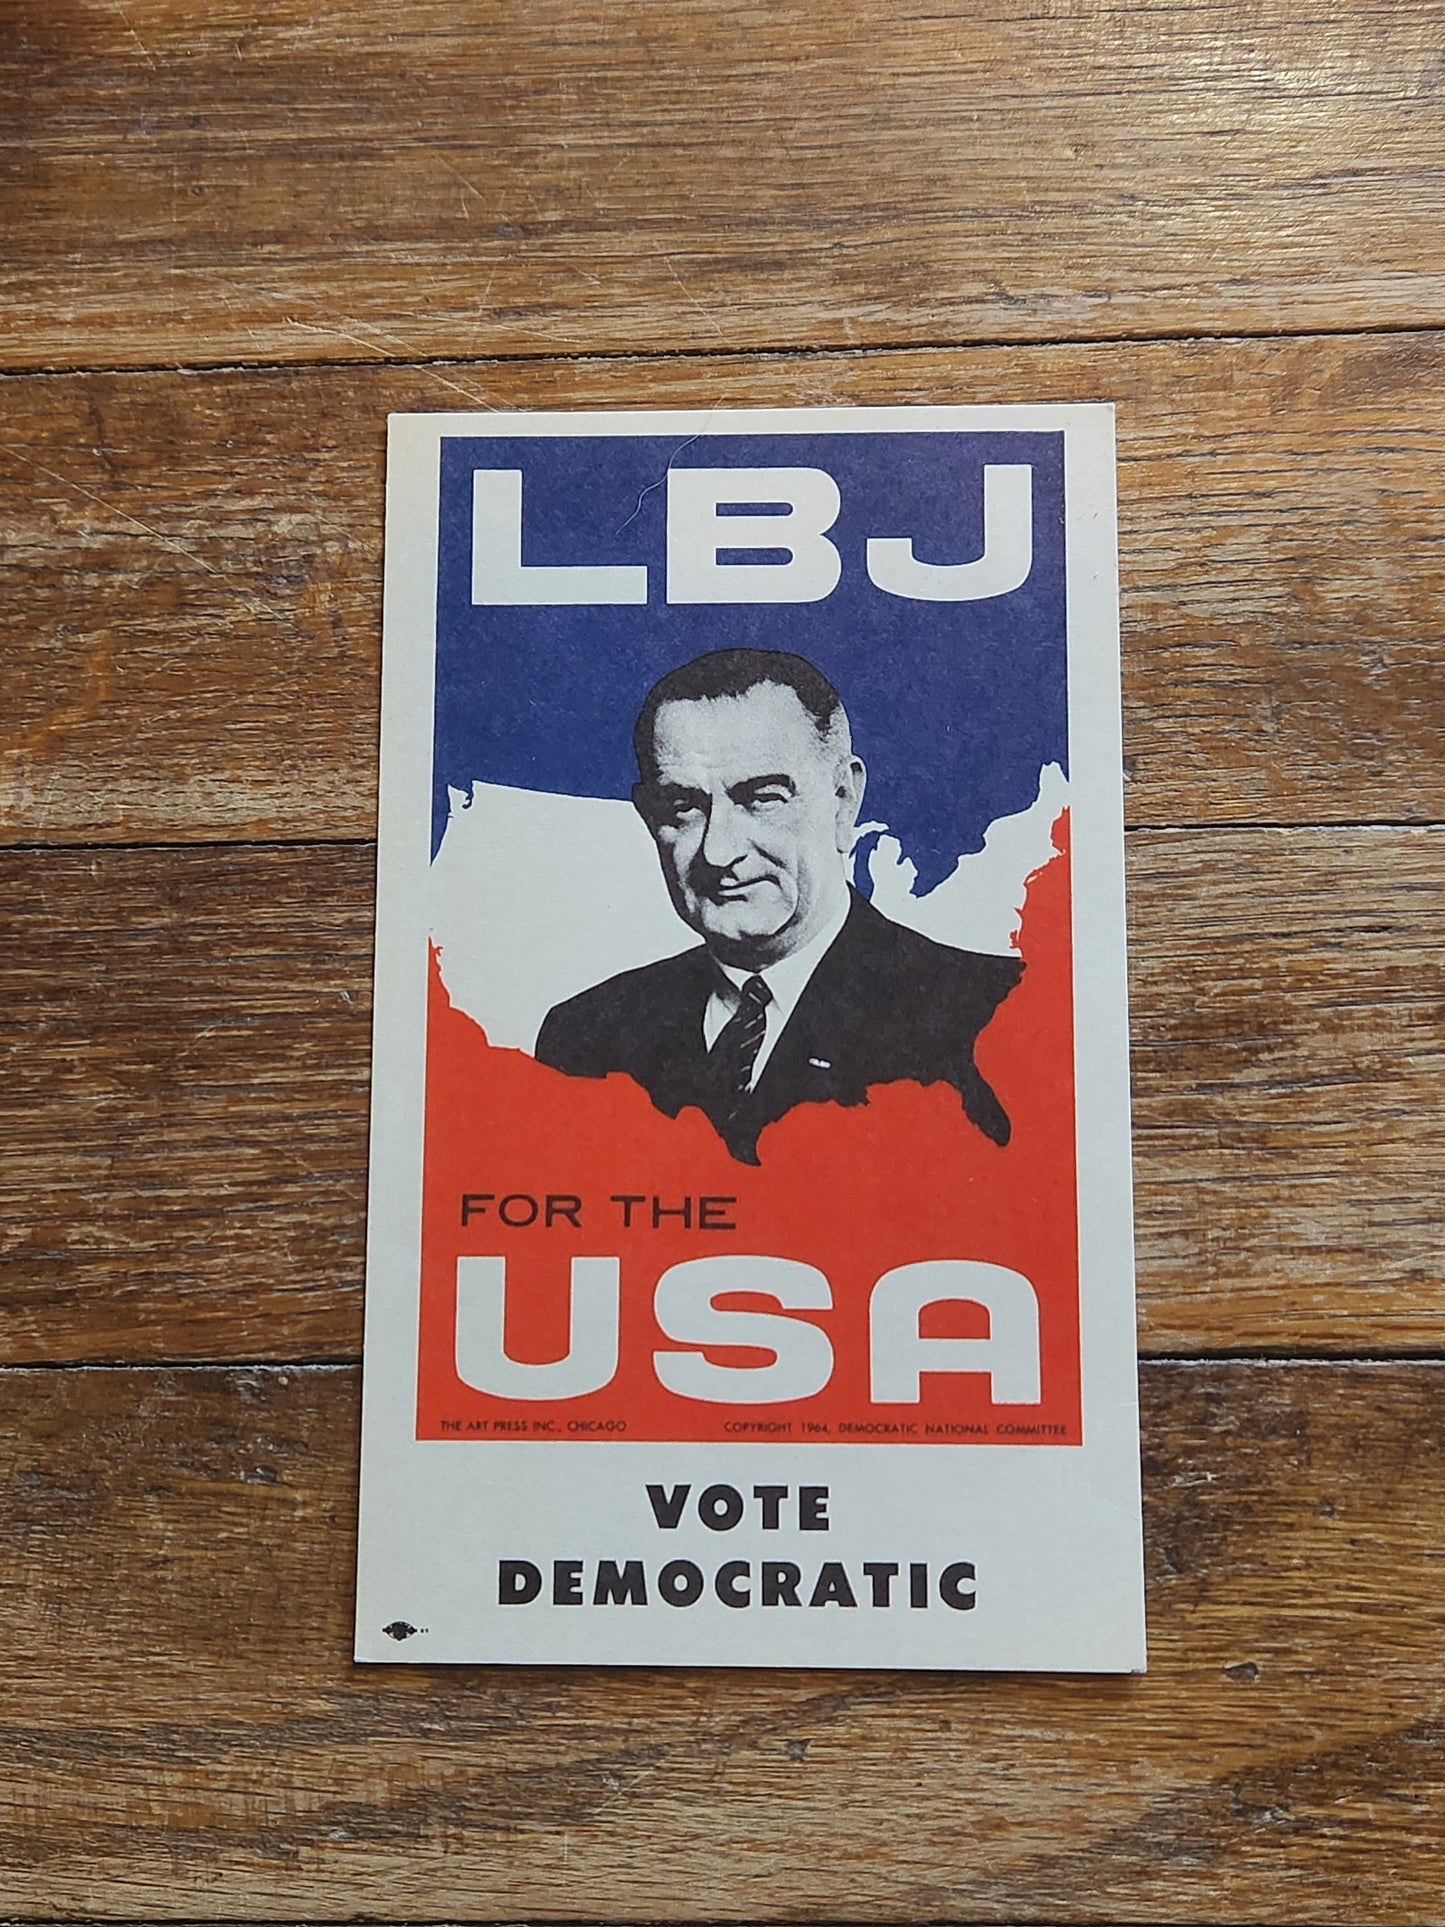 LBJ
FOR THE
USA
THE ART PRESS INC., CHICAGO
COPYRIGHT 1964, DEMOCRATIC NATIONAL COMMITTEE
VOTE
DEMOCRATIC